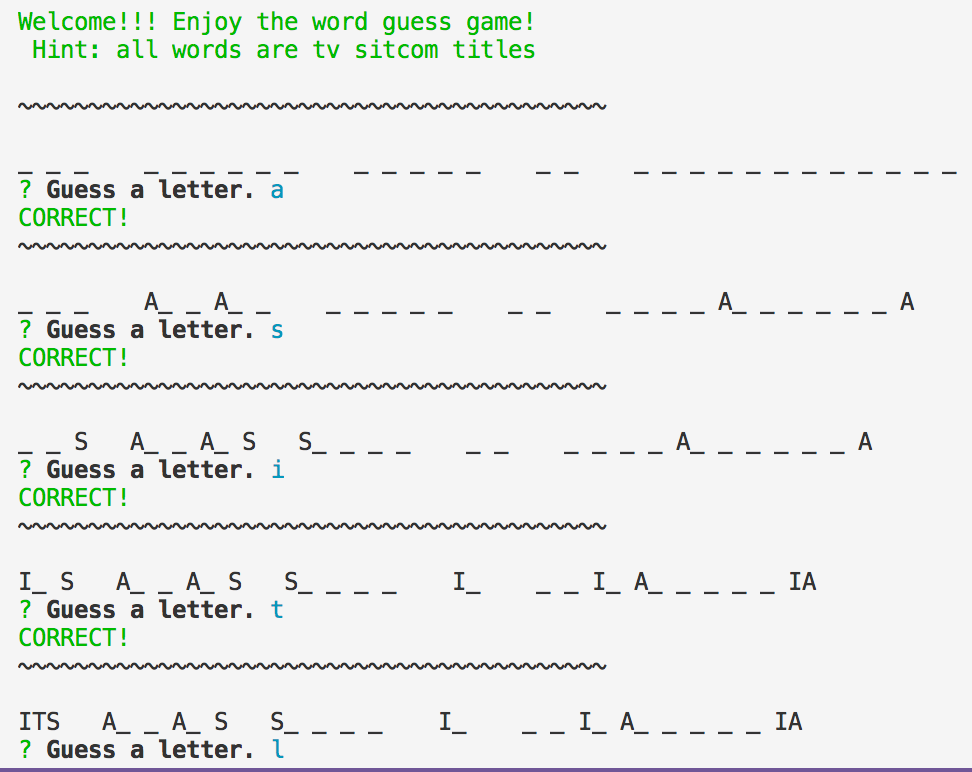 Welcome!!! Enjoy the word guess game!
 Hint: all words are tv sitcom titles
~~~~~~~~~~~~~~~~~~~~~~~~~~~~~~~~~~~~~~~~~~
_ _ _    _ _ _ _ _ _    _ _ _ _ _    _ _    _ _ _ _ _ _ _ _ _ _ _ _
? Guess a letter. a
CORRECT!
~~~~~~~~~~~~~~~~~~~~~~~~~~~~~~~~~~~~~~~~~~
_ _ _    A_ _ A_ _    _ _ _ _ _    _ _    _ _ _ _ A_ _ _ _ _ _ A
? Guess a letter. s
CORRECT!
~~~~~~~~~~~~~~~~~~~~~~~~~~~~~~~~~~~~~~~~~~
_ _ S   A_ _ A_ S   S_ _ _ _    _ _    _ _ _ _ A_ _ _ _ _ _ A
? Guess a letter. i
CORRECT!
~~~~~~~~~~~~~~~~~~~~~~~~~~~~~~~~~~~~~~~~~~
I_ S   A_ _ A_ S   S_ _ _ _    I_    _ _ I_ A_ _ _ _ _ IA
? Guess a letter. t
CORRECT!
~~~~~~~~~~~~~~~~~~~~~~~~~~~~~~~~~~~~~~~~~~
ITS   A_ _ A_ S   S_ _ _ _    I_    _ _ I_ A_ _ _ _ _ IA
? Guess a letter. l